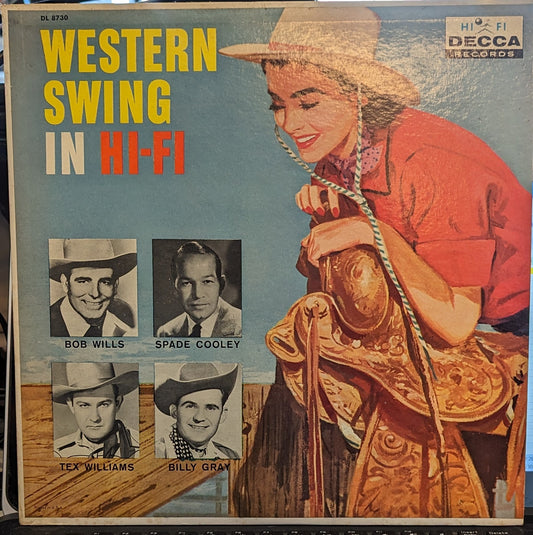 DL 8730
HI FI
DECCA
RECORDS
WESTERN
SWING
IN HI-FI
BOB WILLS
SPADE COOLEY
TEX WILLIAMS
BILLY GRAY